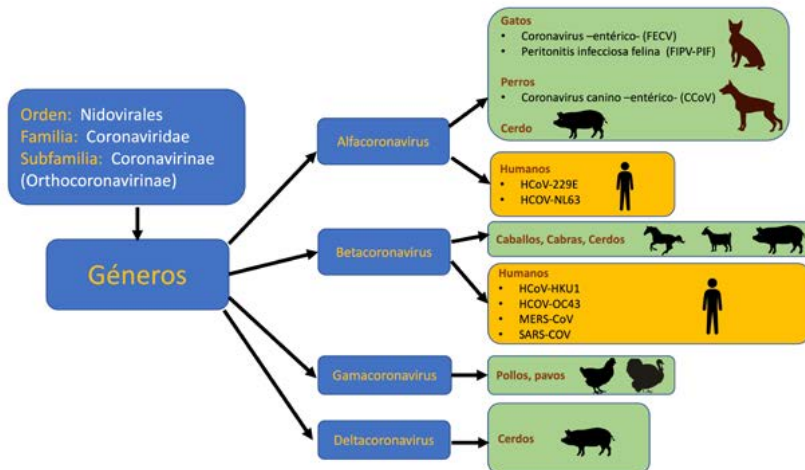 Orden: Nidovirales
Familia: Coronaviridae
Subfamilia: Coronavirinae
(Orthocoronavirinae)
Géneros
Alfacoronavirus
Gatos
• Coronavirus –entérico- (FECV)
• Peritonitis infecciosa felina (FIPV-PIF)
Perros
• Coronavirus canino –entérico- (CCoV)
Cerdo
Humanos
• HCoV-229E
• HCOV-NL63
Betacoronavirus
Caballos, Cabras, Cerdos
Humanos
• HCoV-HKU1
• HCOV-OC43
• MERS-CoV
• SARS-COV
Gamacoronavirus
Pollos, pavos
Deltacoronavirus
Cerdos